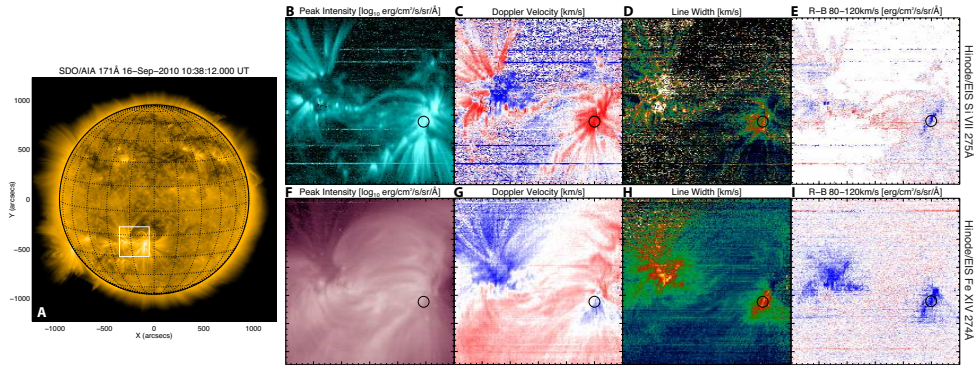 SDO/AIA 171Å 16−Sep−2010 10:38:12.000 UT
1000
500
0
−500
−1000
Y (arcsecs)
−1000 −500 0 500 1000
X (arcsecs)
A
B Peak Intensity [log₁₀ erg/cm²/s/sr/Å]
C Doppler Velocity [km/s]
D Line Width [km/s]
E R−B 80−120km/s [erg/cm²/s/sr/Å]
Hinode/EIS Si VII 275Å
F Peak Intensity [log₁₀ erg/cm²/s/sr/Å]
G Doppler Velocity [km/s]
H Line Width [km/s]
I R−B 80−120km/s [erg/cm²/s/sr/Å]
Hinode/EIS Fe XIV 274Å